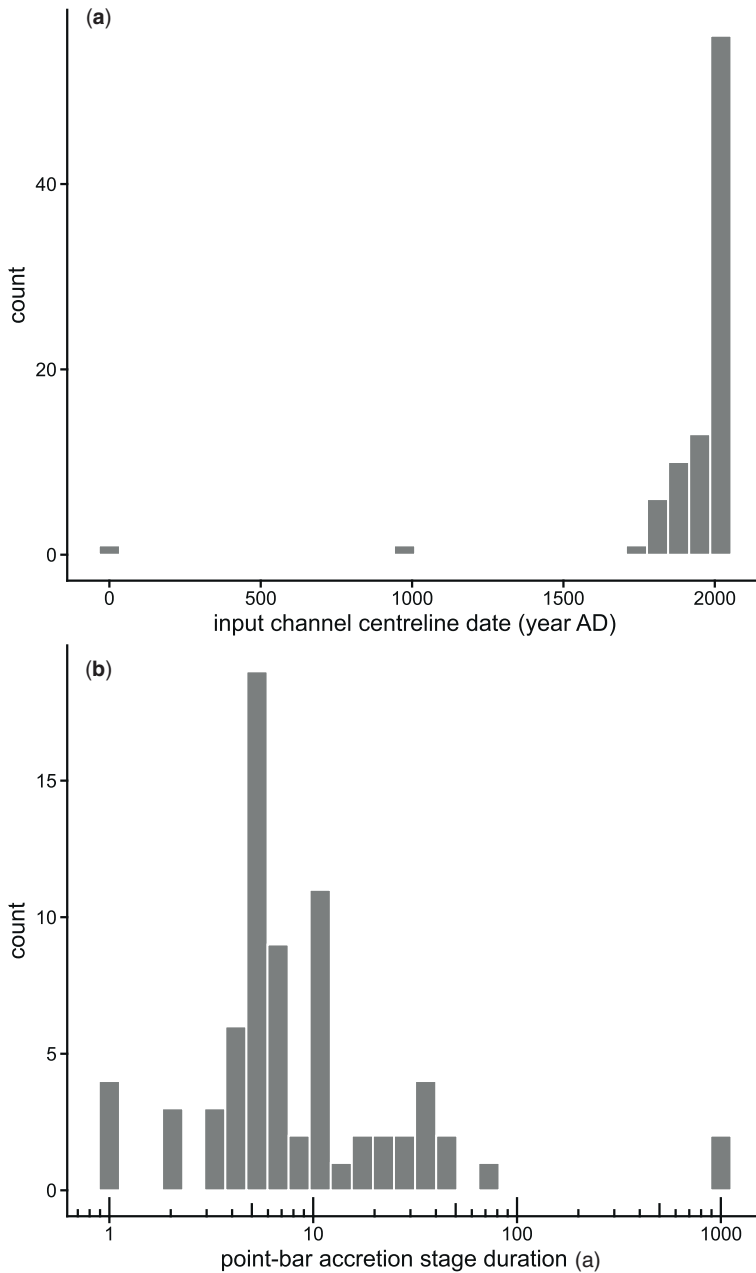 (a)
40
20
0
count
0 500 1000 1500 2000
input channel centreline date (year AD)
(b)
15
10
5
0
count
1 10 100 1000
point-bar accretion stage duration (a)